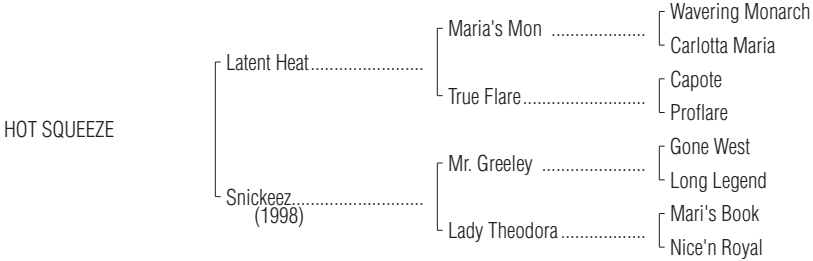 Wavering Monarch
Maria's Mon ....................
Carlotta Maria
Latent Heat........................
Capote
True Flare..........................
Proflare
HOT SQUEEZE
Gone West
Mr. Greeley ......................
Long Legend
Snickeez............................
(1998)
Mari's Book
Lady Theodora ..................
Nice'n Royal